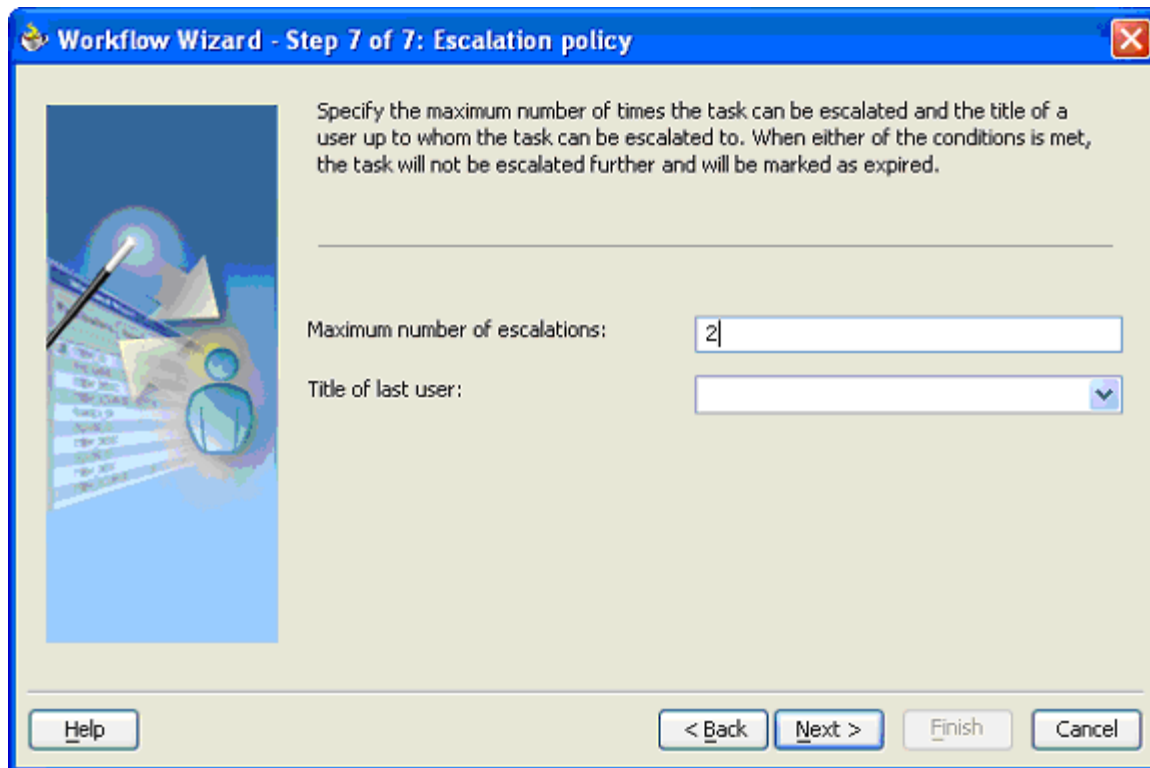 Workflow Wizard - Step 7 of 7: Escalation policy
Specify the maximum number of times the task can be escalated and the title of a
user up to whom the task can be escalated to. When either of the conditions is met,
the task will not be escalated further and will be marked as expired.
Maximum number of escalations:
2
Title of last user:
Help
< Back
Next >
Finish
Cancel